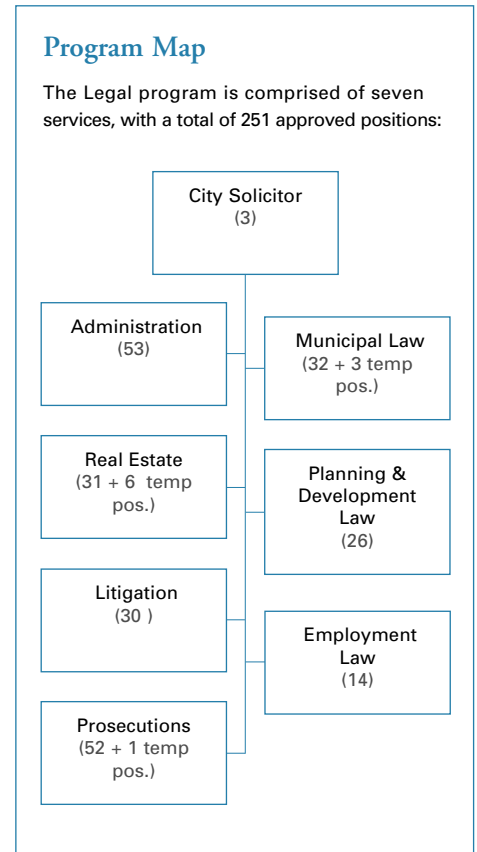 Program Map
The Legal program is comprised of seven
services, with a total of 251 approved positions:
City Solicitor
(3)
Administration
(53)
Municipal Law
(32 + 3 temp
pos.)
Real Estate
(31 + 6 temp
pos.)
Planning &
Development
Law
(26)
Litigation
(30 )
Employment
Law
(14)
Prosecutions
(52 + 1 temp
pos.)